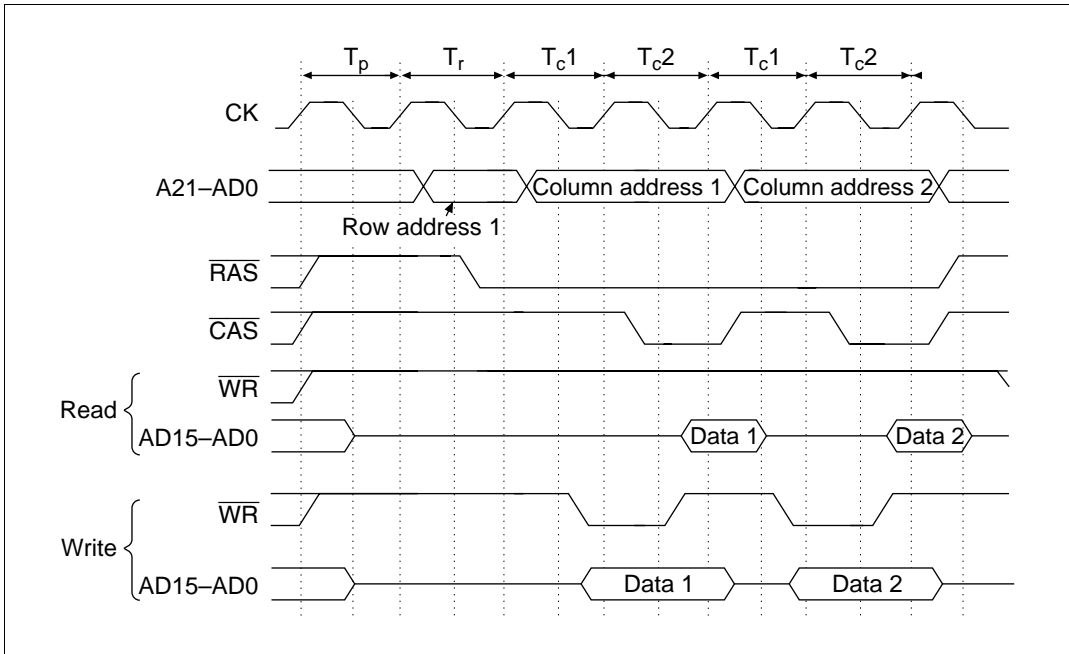 Tp Tr Tc1 Tc2 Tc1 Tc2
CK
A21–AD0 Column address 1 Column address 2
Row address 1
RAS
CAS
WR
Read
AD15–AD0 Data 1 Data 2
WR
Write
AD15–AD0 Data 1 Data 2